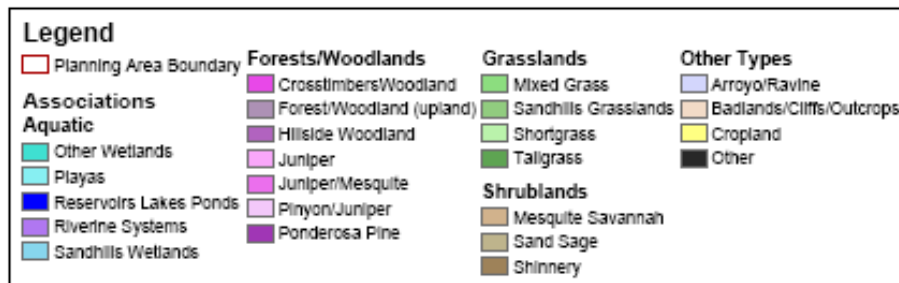 Legend
Planning Area Boundary
Associations
Aquatic
Other Wetlands
Playas
Reservoirs Lakes Ponds
Riverine Systems
Sandhills Wetlands
Forests/Woodlands
CrosstimbersWoodland
Forest/Woodland (upland)
Hillside Woodland
Juniper
Juniper/Mesquite
Pinyon/Juniper
Ponderosa Pine
Grasslands
Mixed Grass
Sandhills Grasslands
Shortgrass
Tallgrass
Shrublands
Mesquite Savannah
Sand Sage
Shinnery
Other Types
Arroyo/Ravine
Badlands/Cliffs/Outcrops
Cropland
Other